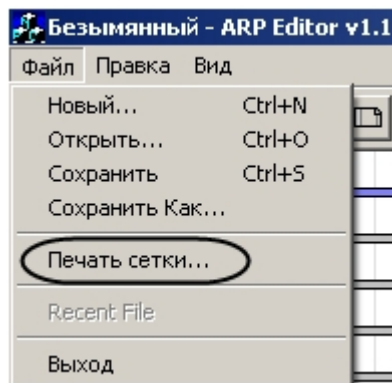 Безымянный - ARP Editor v1.1
Файл Правка Вид
Новый... Ctrl+N
Открыть... Ctrl+O
Сохранить Ctrl+S
Сохранить Как...
Печать сетки...
Recent File
Выход